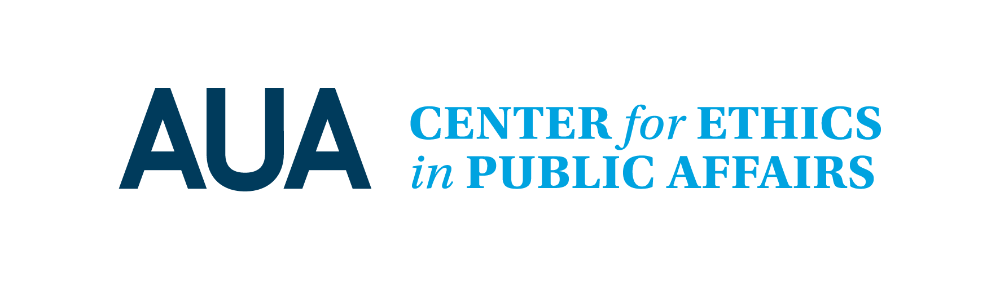 AUA
CENTER for ETHICS
in PUBLIC AFFAIRS